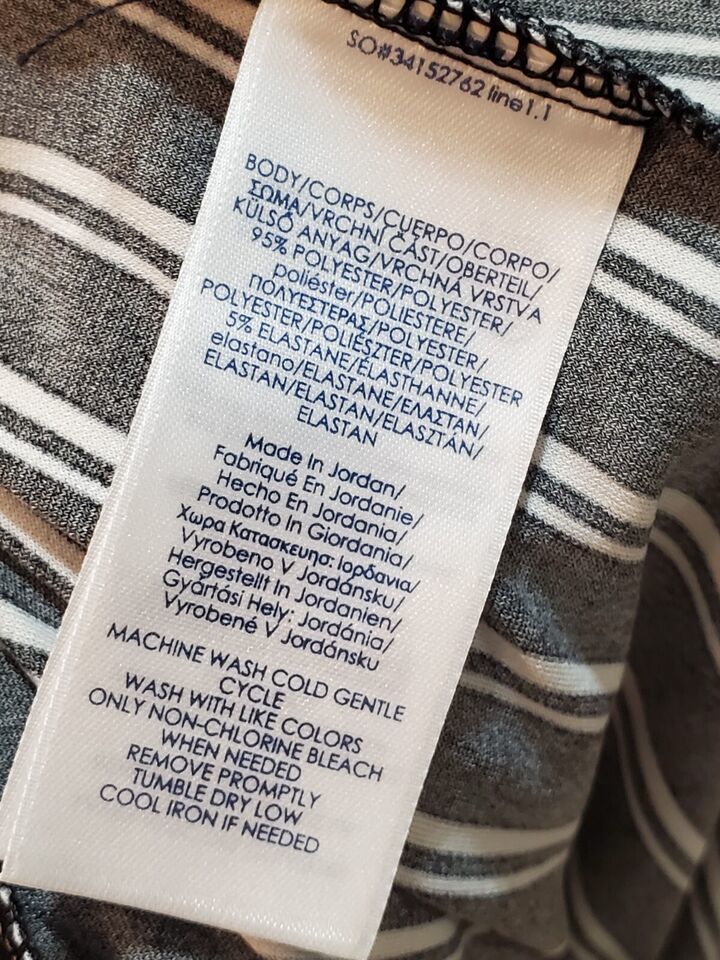 SO#34152762 line1.1
BODY/CORPS/CUERPO/CORPO/
ΣΩΜΑ/VRCHNÍ ČÁST/OBERTEIL/
KÜLSŐ ANYAG/VRCHNÁ VRSTVA
95% POLYESTER/POLYESTER/
poliéster/POLIESTERE/
ΠΟΛΥΕΣΤΕΡΑΣ/POLYESTER/
POLYESTER/POLIÉSZTER/POLYESTER
5% ELASTANE/ÉLASTHANNE/
elastano/ELASTANE/ΕΛΑΣΤΑΝ/
ELASTAN/ELASTAN/ELASZTÁN/
ELASTAN
Made In Jordan/
Fabriqué En Jordanie/
Hecho En Jordania/
Prodotto In Giordania/
Χωρα Κατασκευησ: Ιορδανια/
Vyrobeno V Jordánsku/
Hergestellt In Jordanien/
Gyártási Hely: Jordánia/
Vyrobené V Jordánsku
MACHINE WASH COLD GENTLE
CYCLE
WASH WITH LIKE COLORS
ONLY NON-CHLORINE BLEACH
WHEN NEEDED
REMOVE PROMPTLY
TUMBLE DRY LOW
COOL IRON IF NEEDED